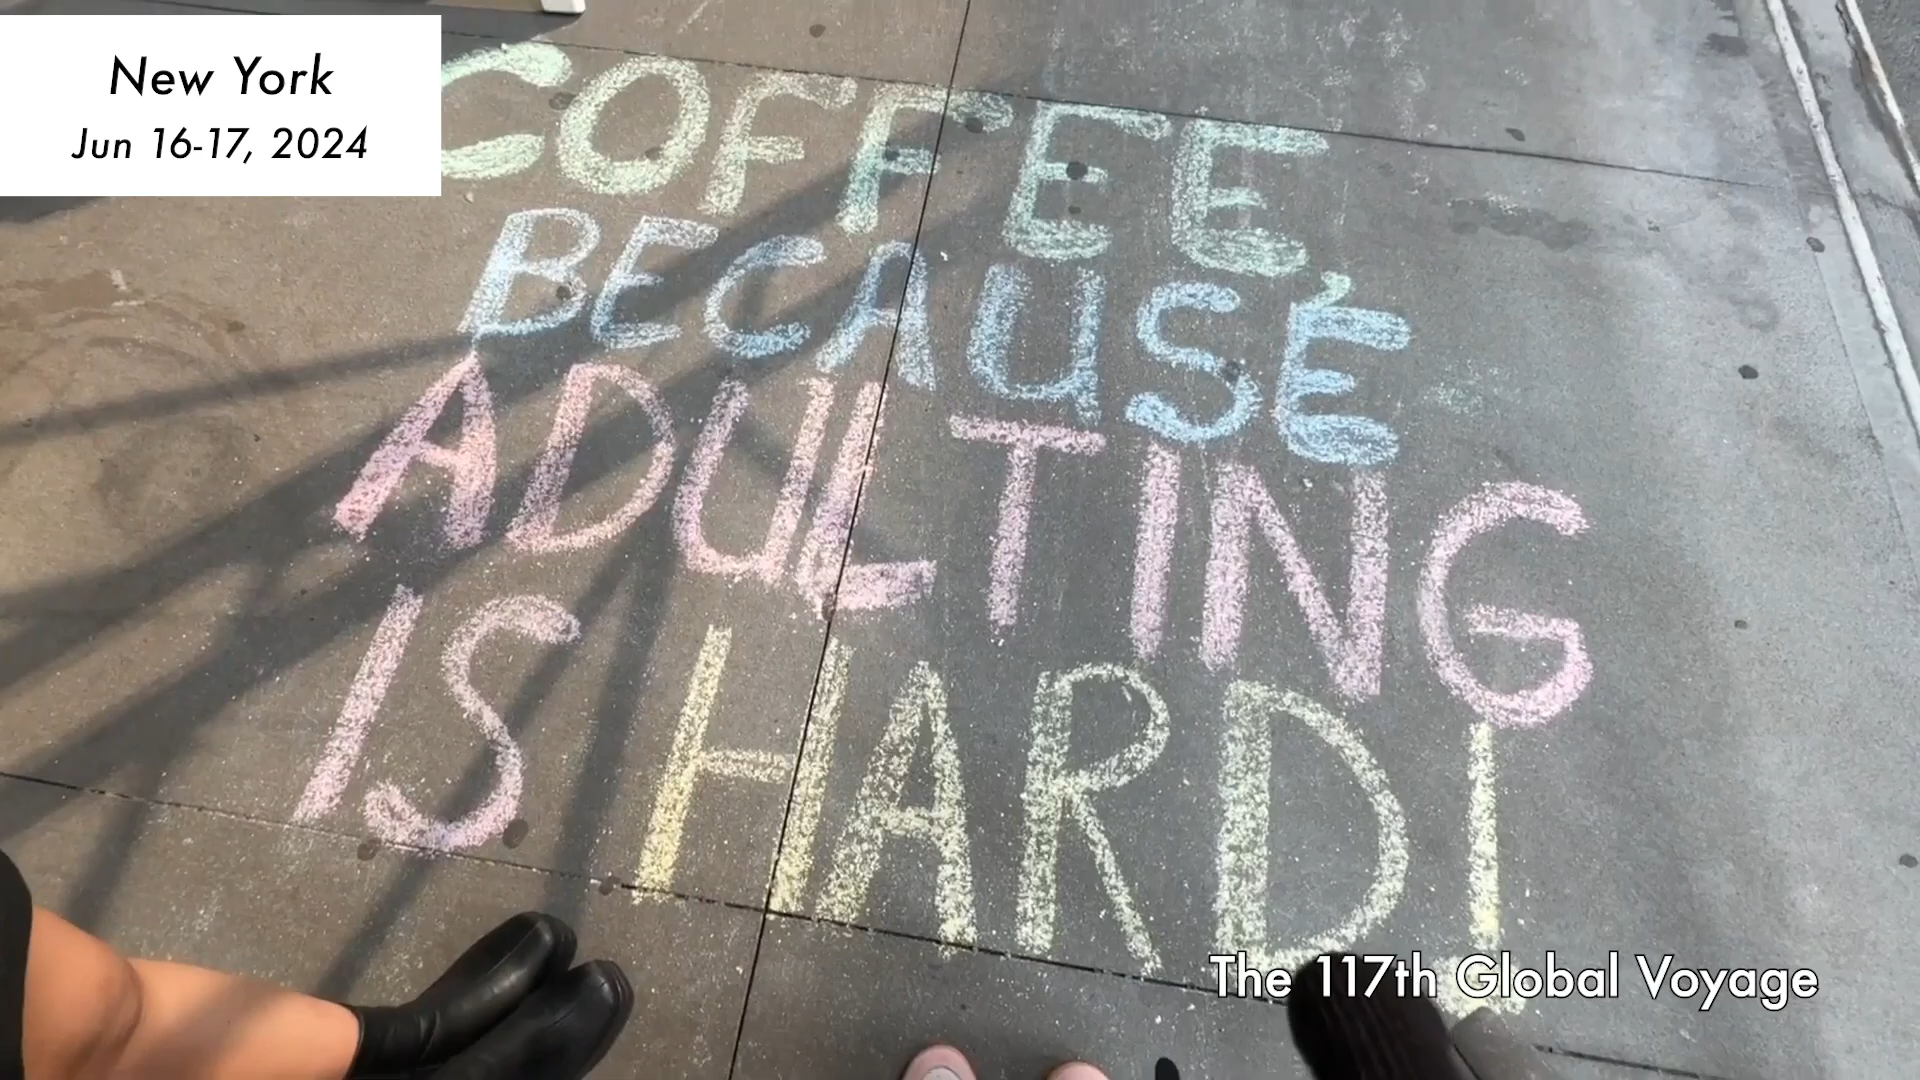 New York
Jun 16-17, 2024
COFFEE,
BECAUSE
ADULTING
IS HARD!
The 117th Global Voyage